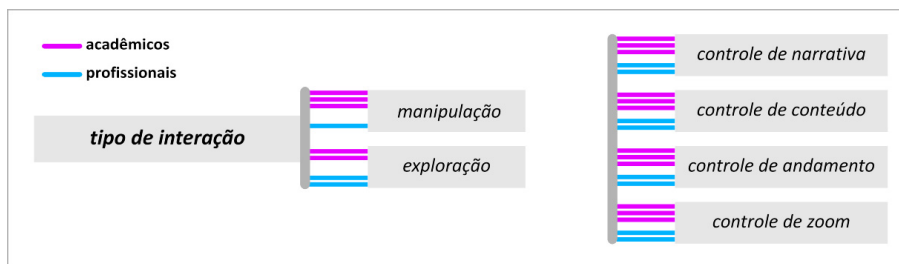 acadêmicos
profissionais
tipo de interação
manipulação
exploração
controle de narrativa
controle de conteúdo
controle de andamento
controle de zoom